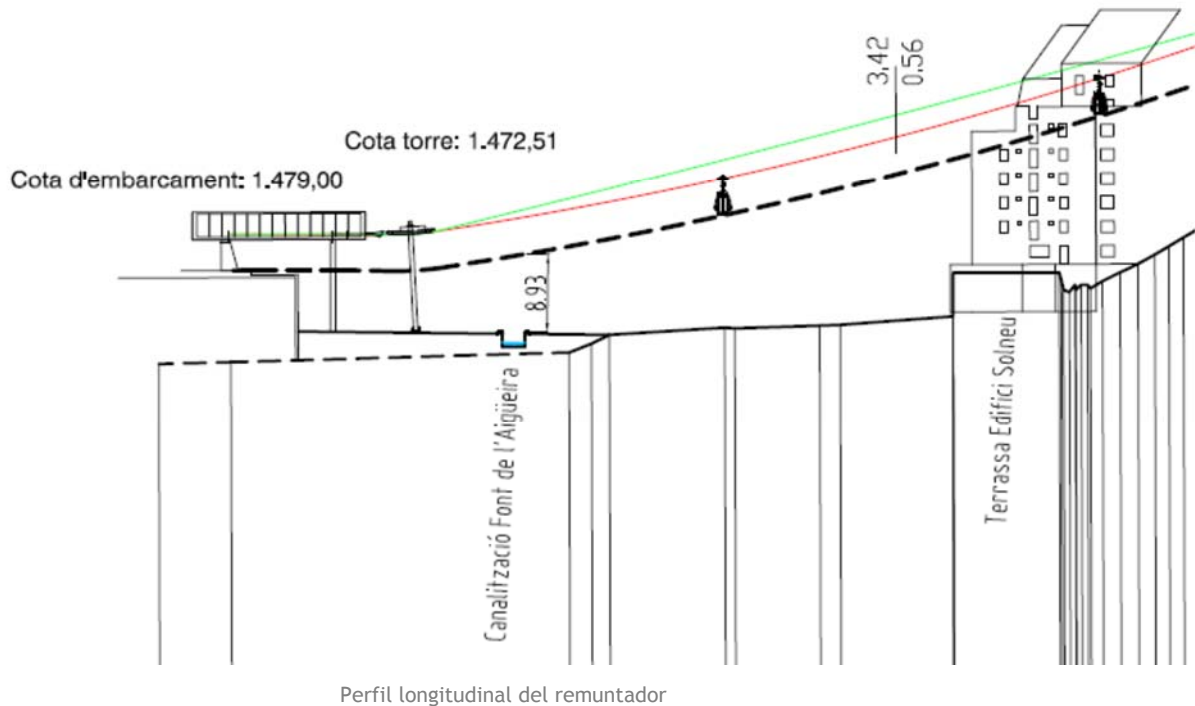 3.42
0.56
Cota torre: 1.472,51
Cota d'embarcament: 1.479,00
8.93
Canalització Font de l'Aigüeira
Terrassa Edifici Solneu
Perfil longitudinal del remuntador